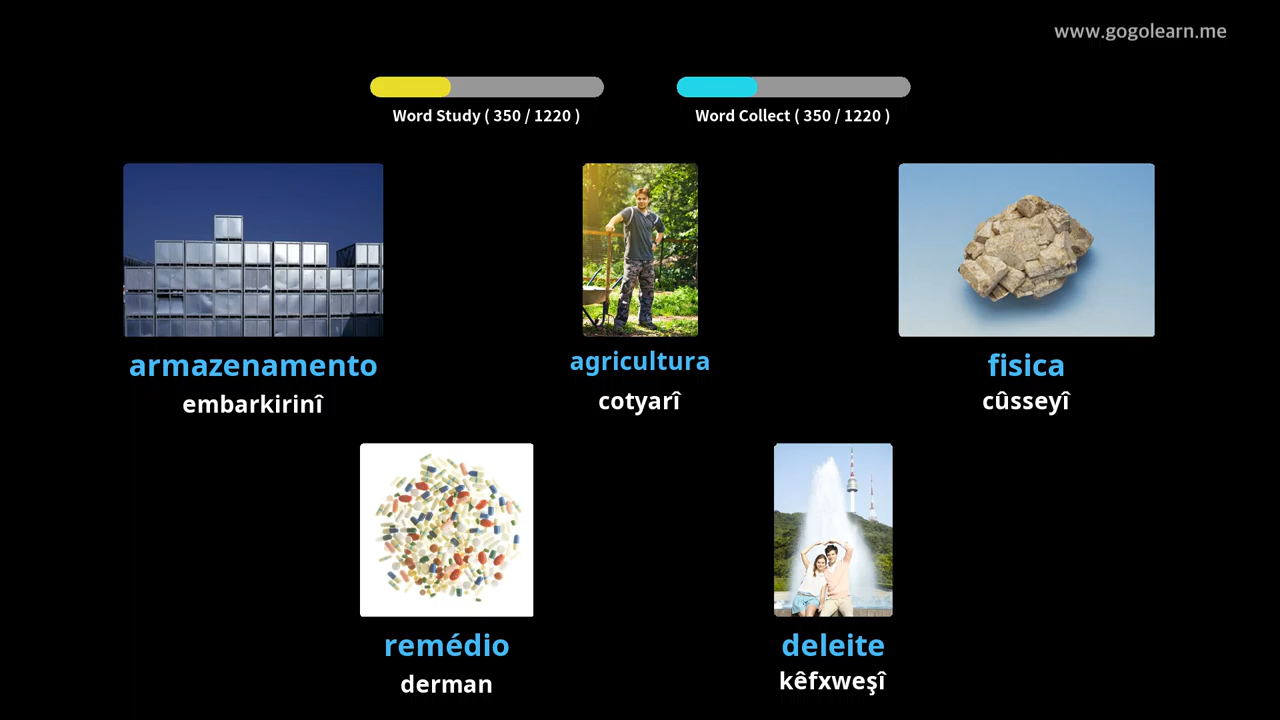 www.gogolearn.me
Word Study ( 350 / 1220 )
Word Collect ( 350 / 1220 )
armazenamento
embarkirinî
agricultura
cotyarî
fisica
cûsseyî
remédio
derman
deleite
kêfxweşî